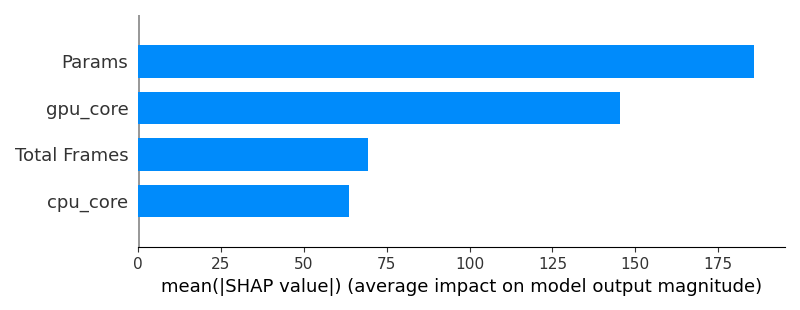 Params
gpu_core
Total Frames
cpu_core
0 25 50 75 100 125 150 175
mean(|SHAP value|) (average impact on model output magnitude)